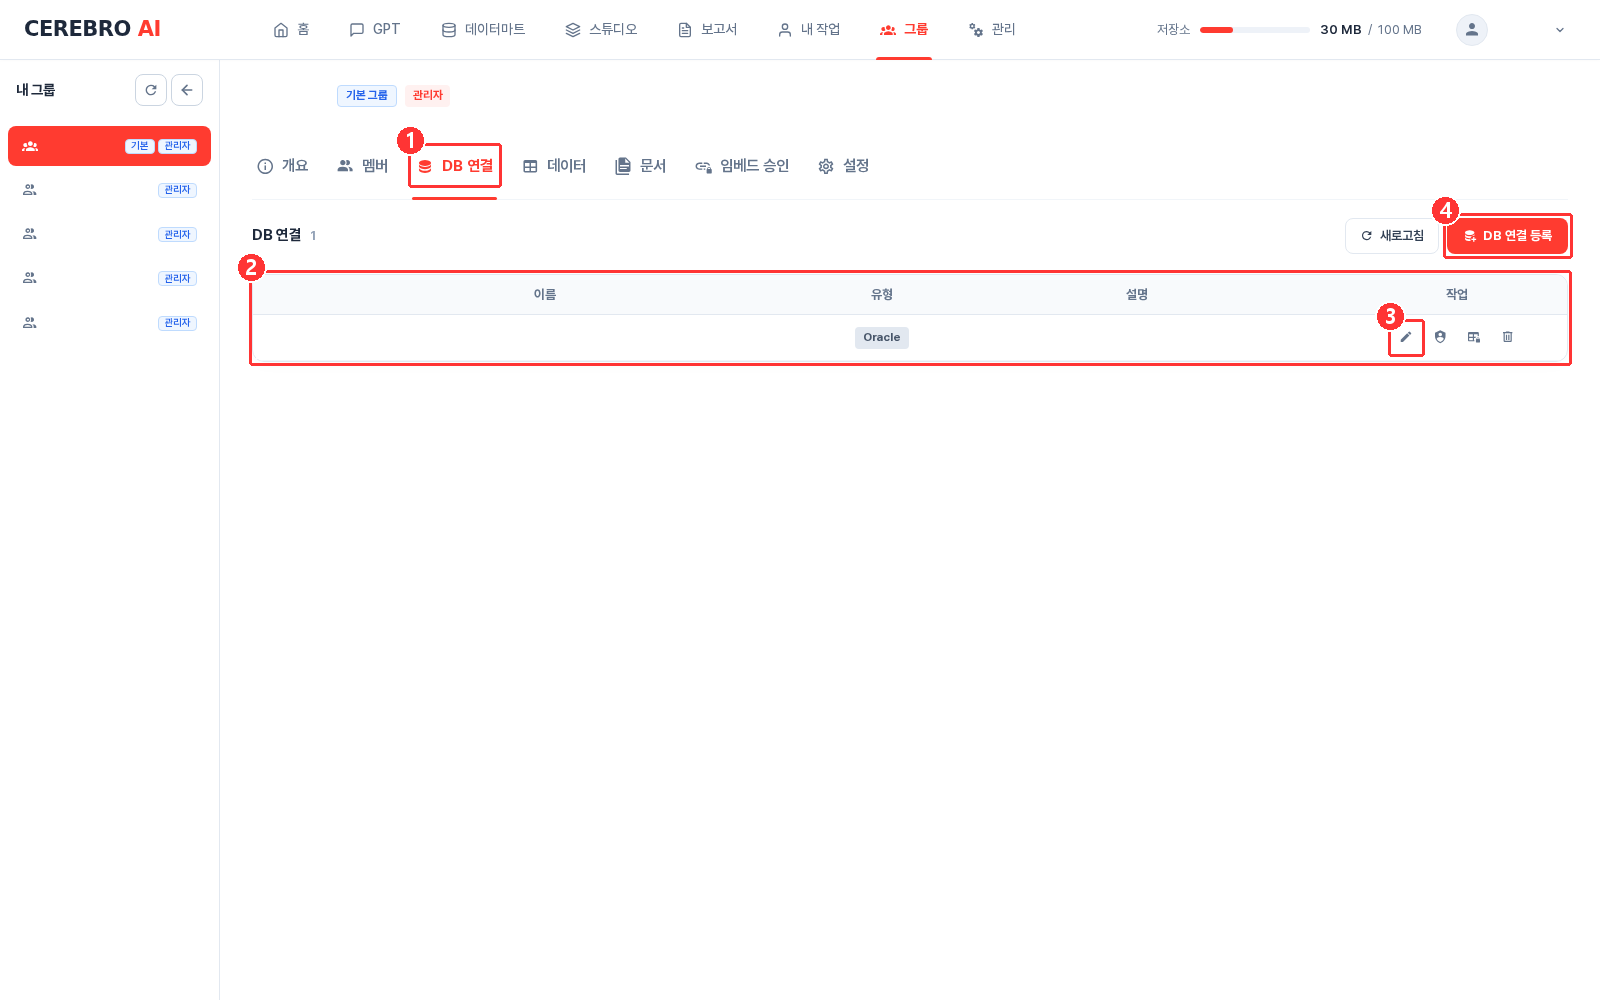 CEREBRO AI 홈 GPT 데이터마트 스튜디오 보고서 내 작업 그룹 관리 저장소 30 MB / 100 MB
내 그룹
기본 그룹 관리자
기본 관리자
관리자
관리자
관리자
관리자
1
개요 멤버 DB 연결 데이터 문서 임베드 승인 설정
DB 연결 1
새로고침
4
DB 연결 등록
2
이름 유형 설명 작업
3
Oracle